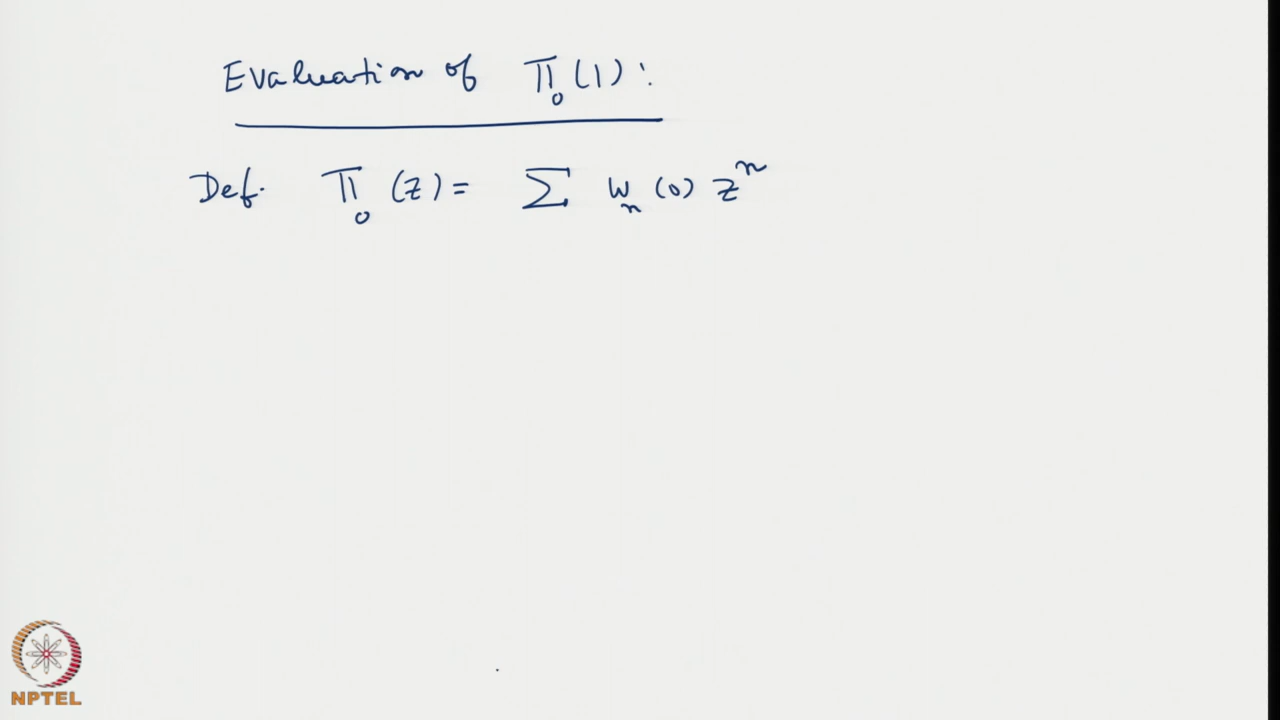 Evaluation of Π₀(1):
Def. Π₀(z) = Σ wₙ(0) zⁿ
NPTEL